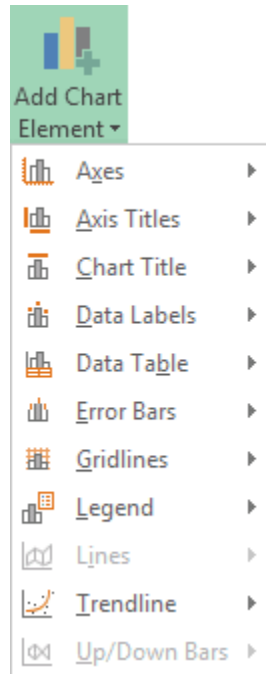 Add Chart
Element
Axes
Axis Titles
Chart Title
Data Labels
Data Table
Error Bars
Gridlines
Legend
Lines
Trendline
Up/Down Bars